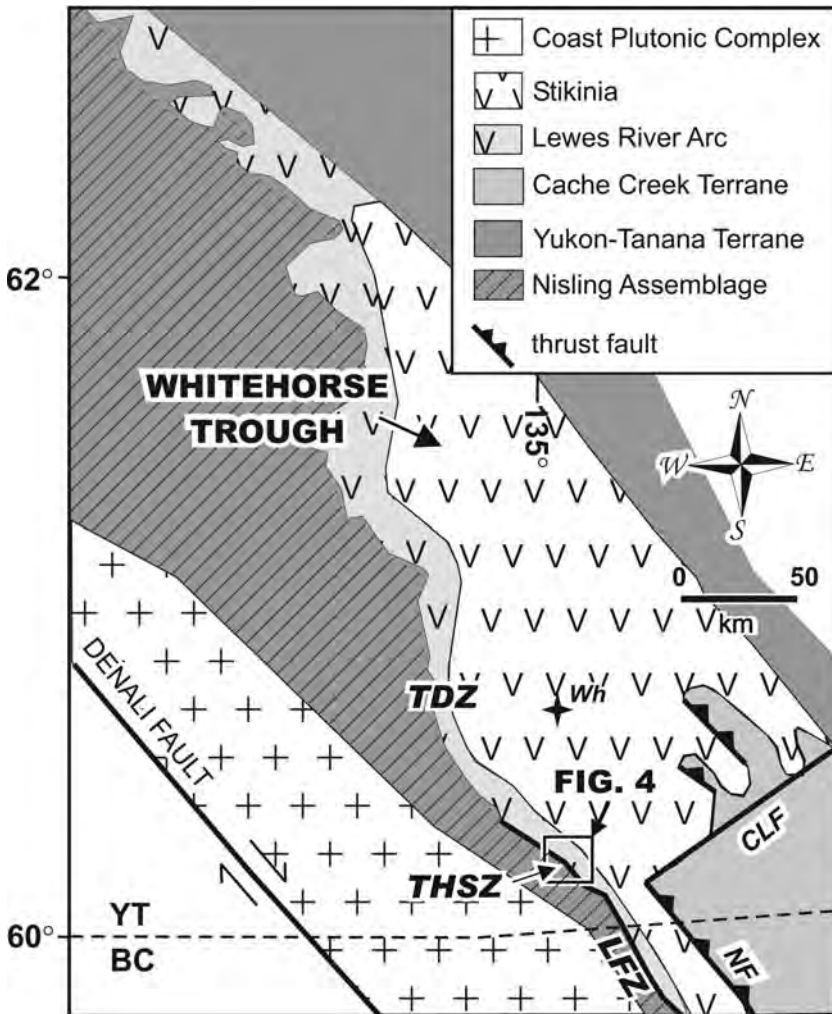 Coast Plutonic Complex
Stikinia
Lewes River Arc
Cache Creek Terrane
Yukon-Tanana Terrane
Nisling Assemblage
thrust fault
62°
WHITEHORSE
TROUGH
135°
N
W
E
S
0 50
km
DENALI FAULT
TDZ
Wh
FIG. 4
CLF
THSZ
YT
60°
BC
LFZ
NF